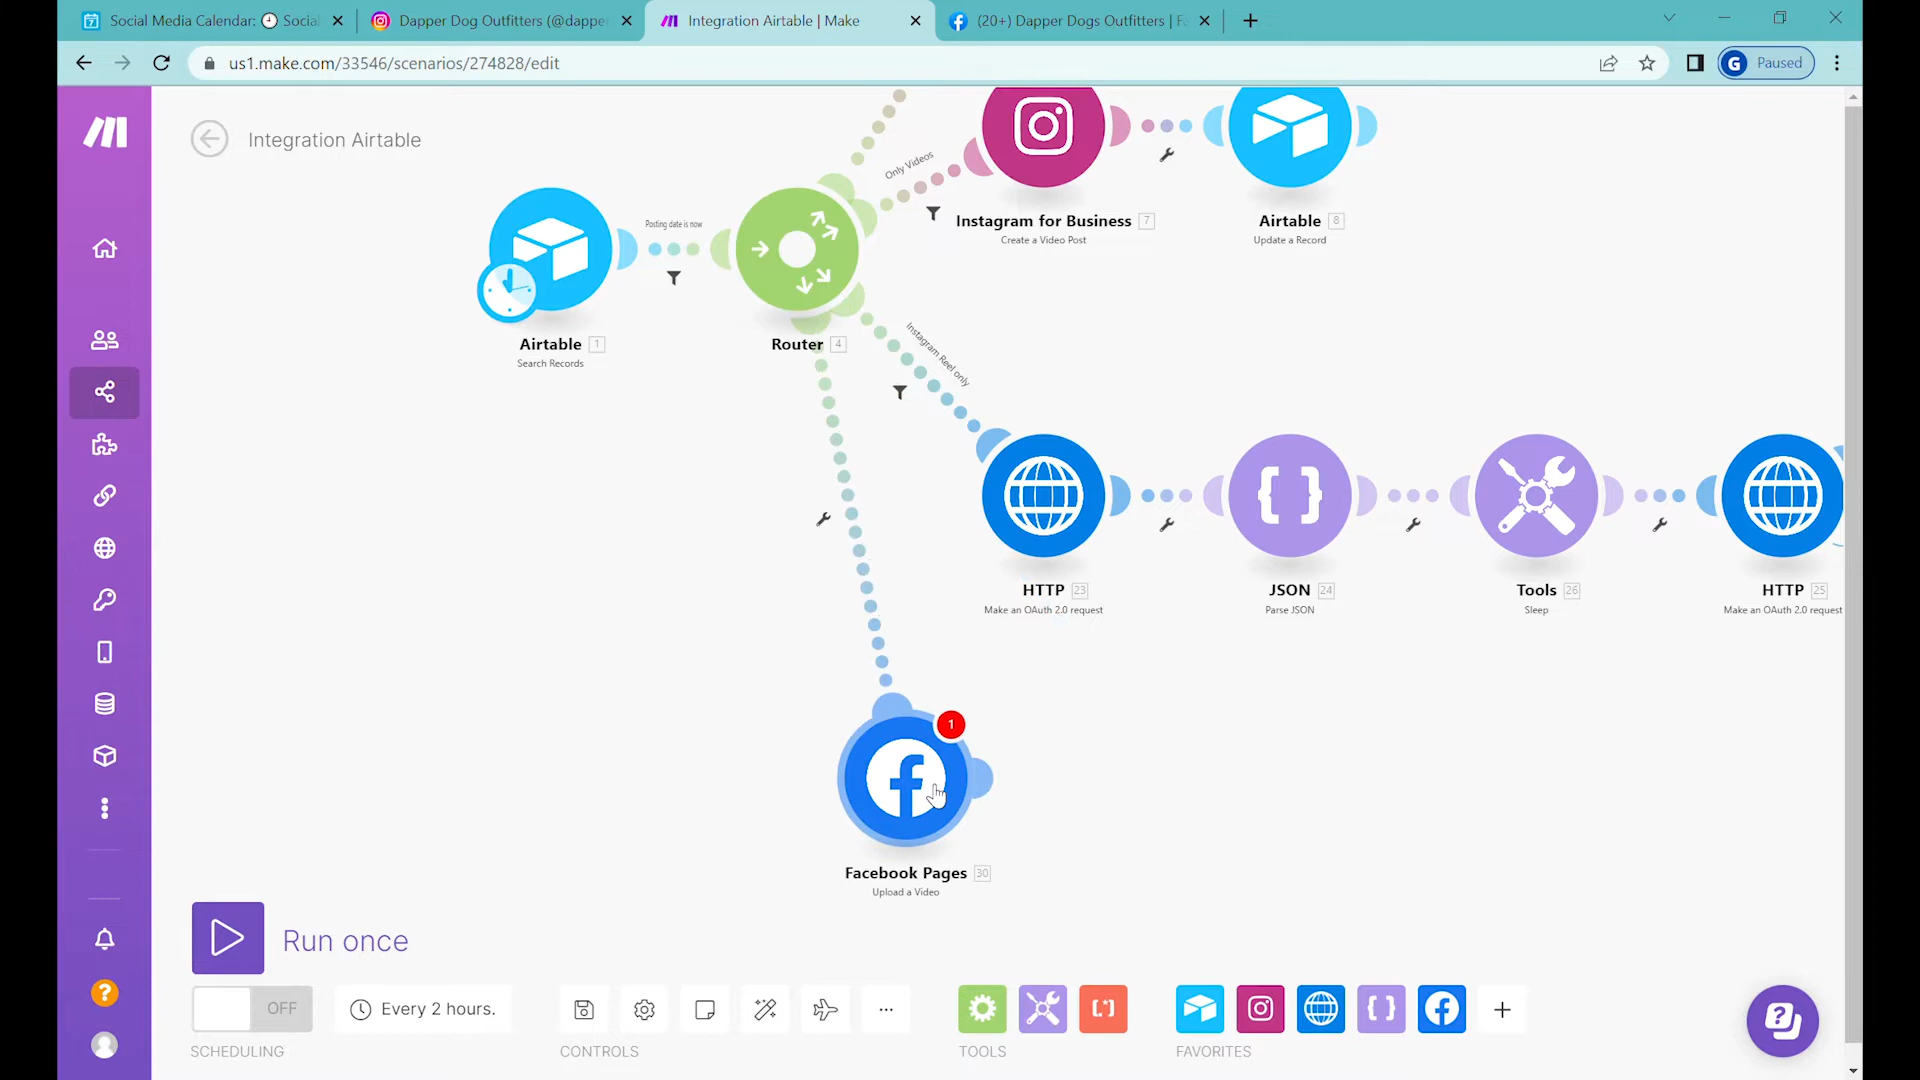 Social Media Calendar: Social
Dapper Dog Outfitters (@dappe
Integration Airtable | Make
(20+) Dapper Dogs Outfitters | Fa
us1.make.com/33546/scenarios/274828/edit
G Paused
Integration Airtable
Only Videos
Instagram for Business 7
Create a Video Post
Airtable 8
Update a Record
Posting date is now
Airtable 1
Search Records
Router 4
Instagram Reel only
HTTP 23
Make an OAuth 2.0 request
JSON 24
Parse JSON
Tools 26
Sleep
HTTP 25
Make an OAuth 2.0 request
1
Facebook Pages 30
Upload a Video
Run once
OFF
Every 2 hours.
SCHEDULING
CONTROLS
TOOLS
FAVORITES